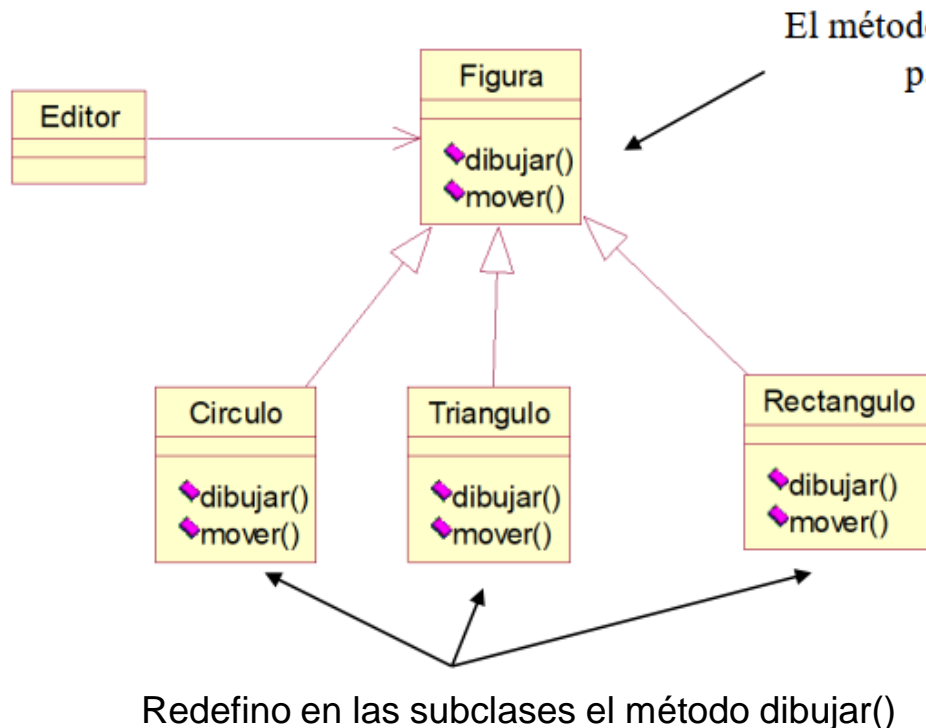 El método
Figura
Editor
dibujar()
mover()
Circulo
dibujar()
mover()
Triangulo
dibujar()
mover()
Rectangulo
dibujar()
mover()
Redefino en las subclases el método dibujar()